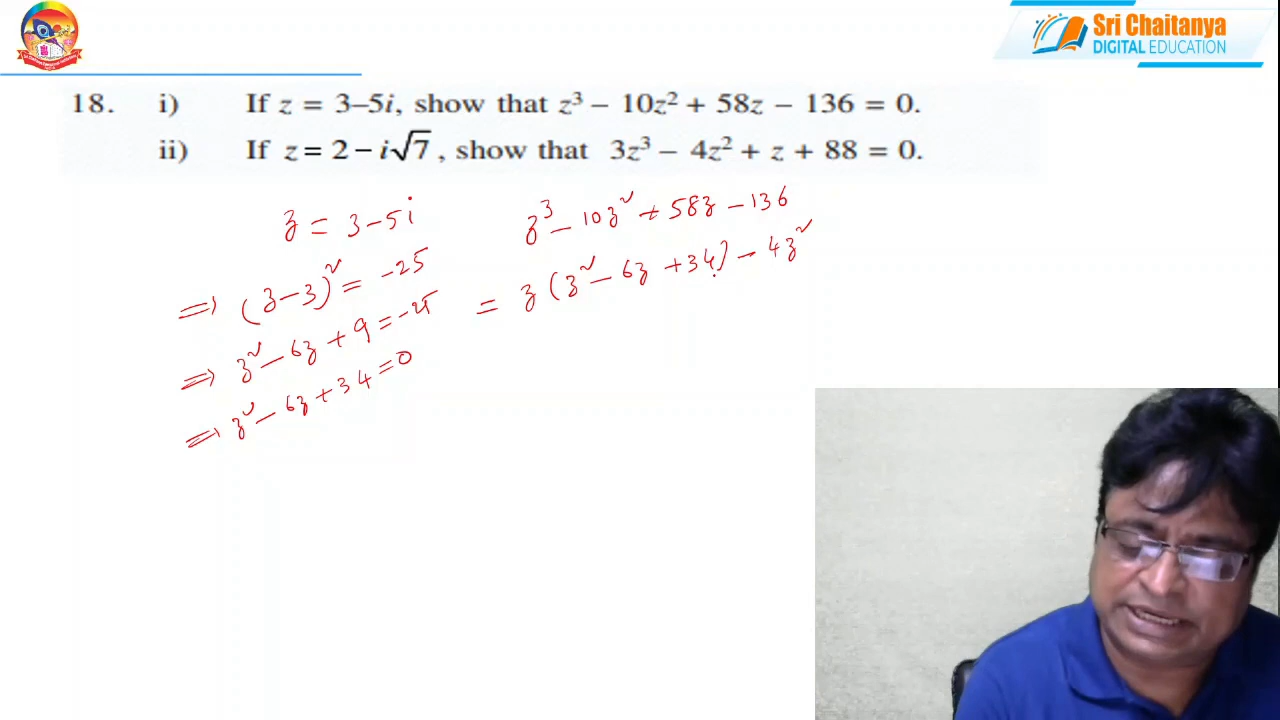 Sri Chaitanya
DIGITAL EDUCATION
18. i) If z = 3–5i, show that z³ – 10z² + 58z – 136 = 0.
ii) If z = 2 – i√7, show that 3z³ – 4z² + z + 88 = 0.
z = 3 – 5i
⇒ (z – 3)² = –25
⇒ z² – 6z + 9 = –25
⇒ z² – 6z + 34 = 0
z³ – 10z² + 58z – 136
= z (z² – 6z + 34) – 4z²